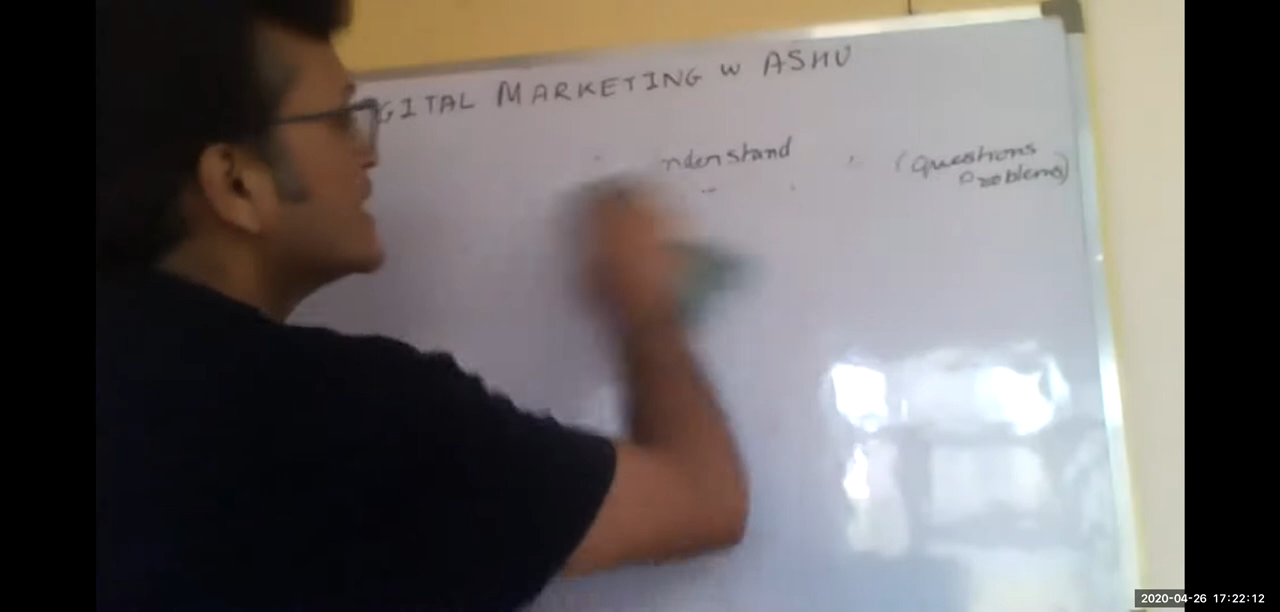 GITAL MARKETING W ASHU
nderstand (Questions
Problems)
2020-04-26 17:22:12